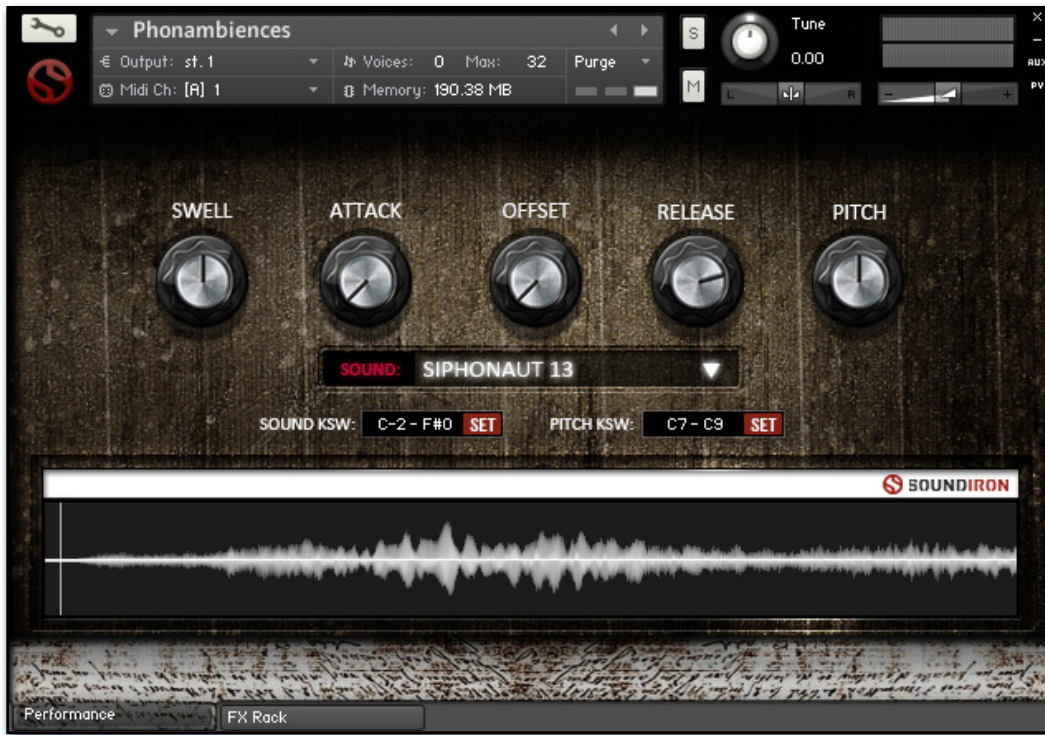 Phonambiences
S
Tune
0.00
×
–
AUX
PV
Output: st.1
Voices: 0 Max: 32
Purge
Midi Ch: [A] 1
Memory: 190.38 MB
M
L
R
–
+
SWELL
ATTACK
OFFSET
RELEASE
PITCH
SOUND: SIPHONAUT 13
SOUND KSW: C-2 - F#0 SET
PITCH KSW: C7 - C9 SET
SOUNDIRON
Performance
FX Rack